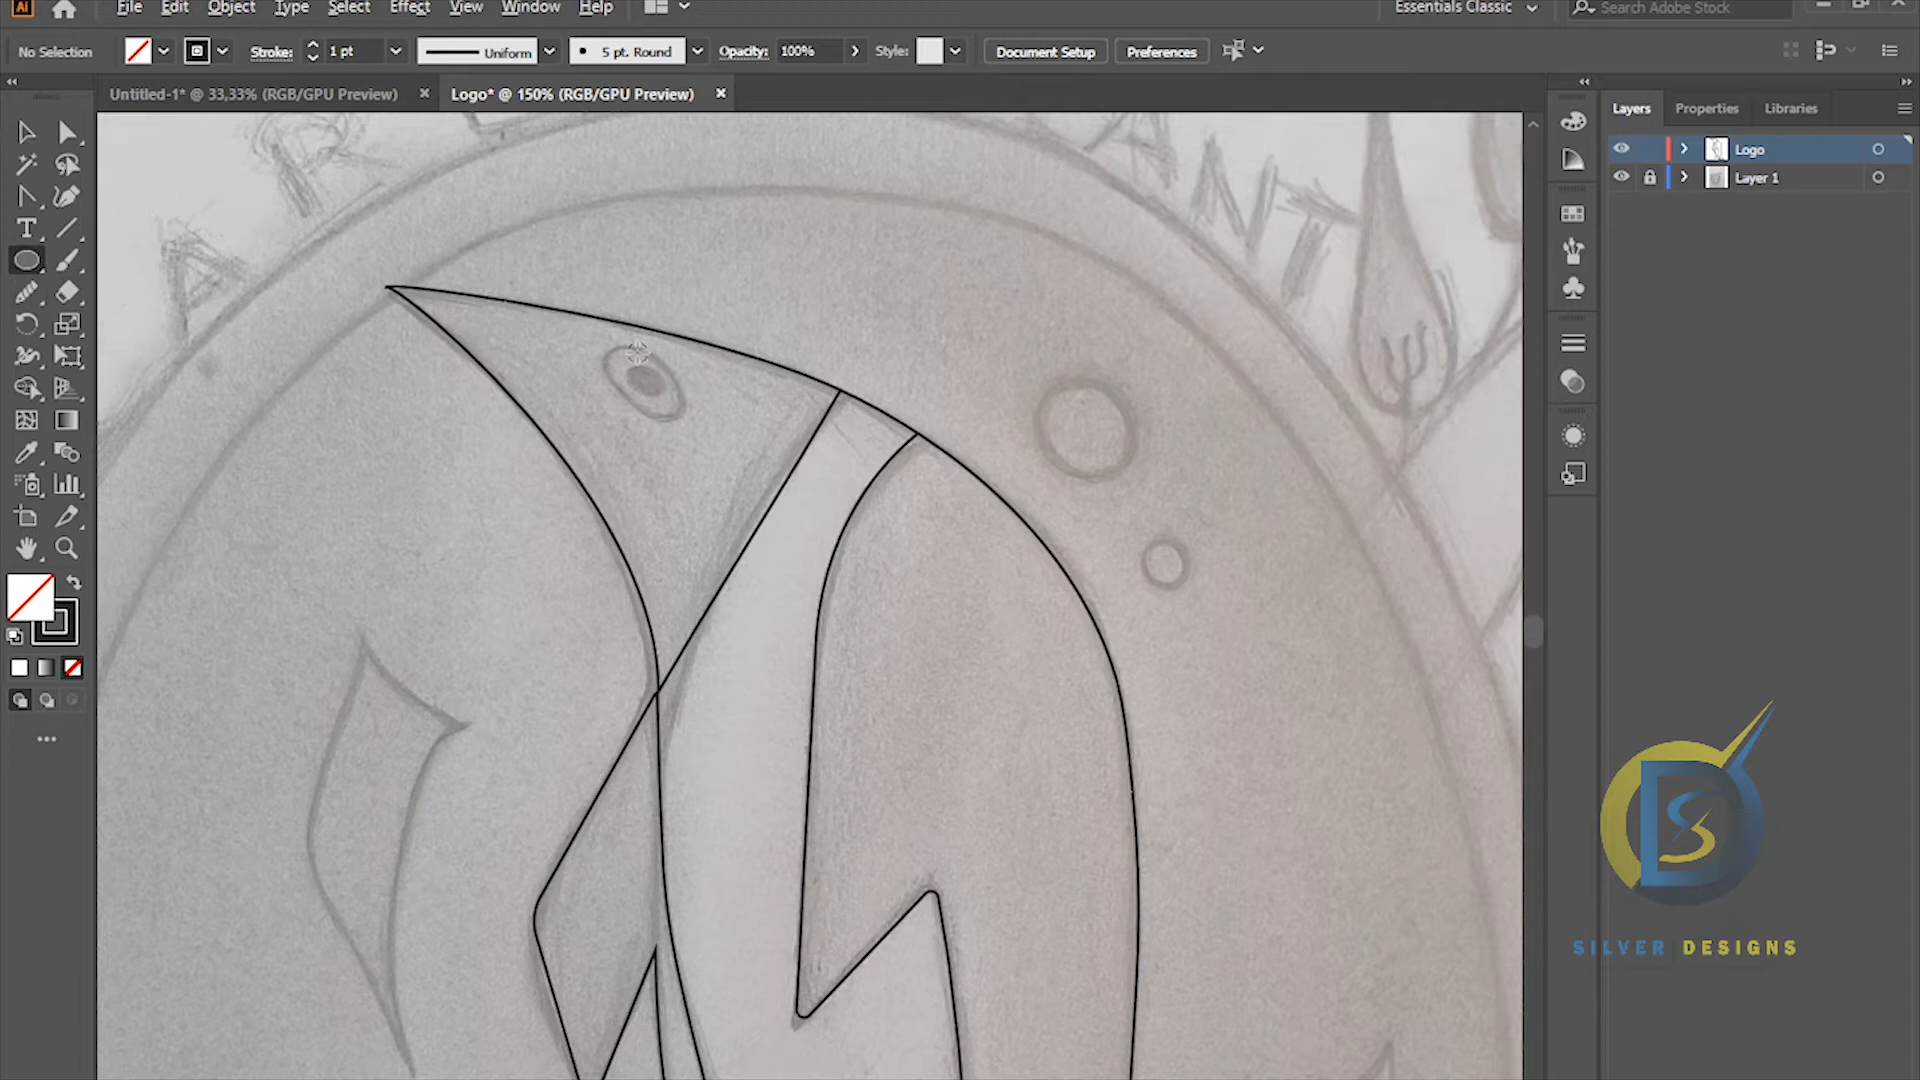 Ai File Edit Object Type Select Effect View Window Help Essentials Classic Search Adobe Stock
No Selection Stroke: 1 pt Uniform 5 pt. Round Opacity: 100% Style: Document Setup Preferences
Untitled-1* @ 33,33% (RGB/GPU Preview) Logo* @ 150% (RGB/GPU Preview)
Layers Properties Libraries
Logo
Layer 1
SILVER DESIGNS